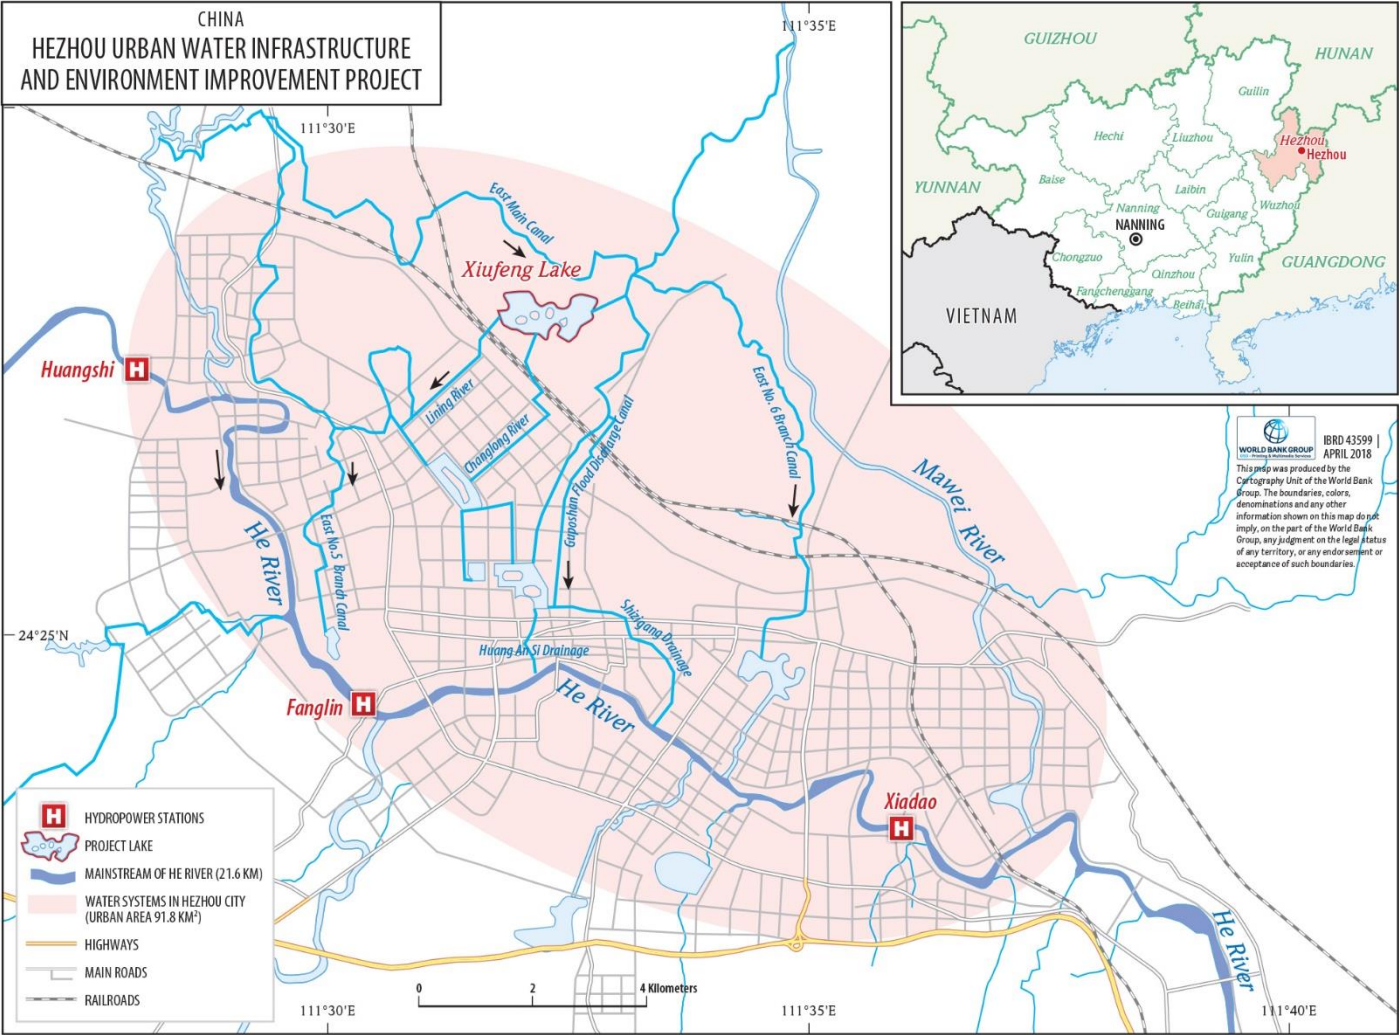 CHINA
HEZHOU URBAN WATER INFRASTRUCTURE
AND ENVIRONMENT IMPROVEMENT PROJECT
111°35'E
111°30'E
GUIZHOU
HUNAN
Guilin
Hechi
Liuzhou
Hezhou
Hezhou
YUNNAN
Baise
Laibin
Nanning
NANNING
Guigang
Wuzhou
Chongzuo
Yulin
GUANGDONG
Qinzhou
Fangchenggang
Beihai
VIETNAM
East Main Canal
Xiufeng Lake
Huangshi
Lining River
Changlong River
Guposhan Flood Discharge Canal
East No. 6 Branch Canal
Mawei River
He River
East No.5 Branch Canal
24°25'N
Shizigang Drainage
Huang An Si Drainage
Fanglin
He River
Xiadao
He River
WORLD BANK GROUP
IBRD 43599 |
APRIL 2018
This map was produced by the
Cartography Unit of the World Bank
Group. The boundaries, colors,
denominations and any other
information shown on this map do not
imply, on the part of the World Bank
Group, any judgment on the legal status
of any territory, or any endorsement or
acceptance of such boundaries.
HYDROPOWER STATIONS
PROJECT LAKE
MAINSTREAM OF HE RIVER (21.6 KM)
WATER SYSTEMS IN HEZHOU CITY
(URBAN AREA 91.8 KM²)
HIGHWAYS
MAIN ROADS
RAILROADS
H
H
H
H
0 2 4 Kilometers
111°30'E
111°35'E
111°40'E